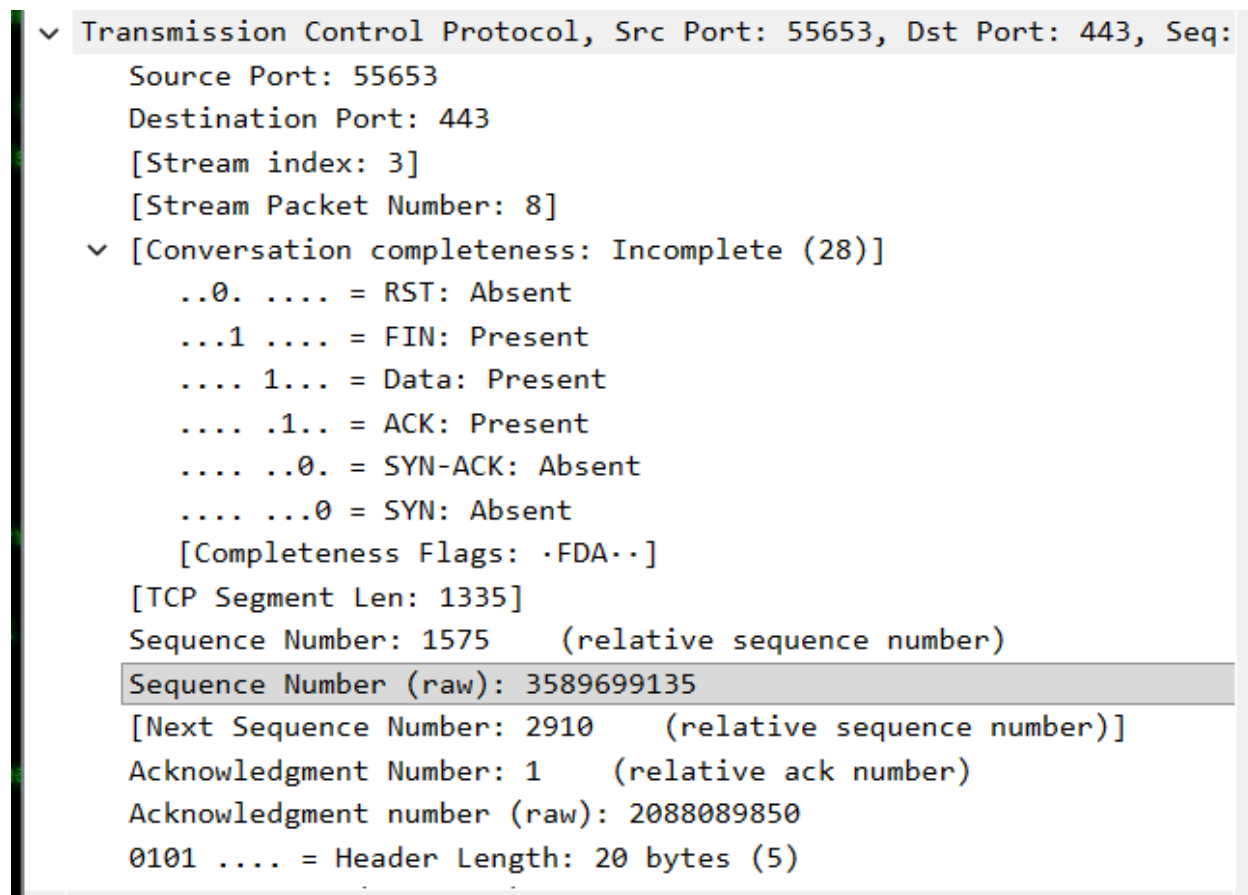 Transmission Control Protocol, Src Port: 55653, Dst Port: 443, Seq:
Source Port: 55653
Destination Port: 443
[Stream index: 3]
[Stream Packet Number: 8]
[Conversation completeness: Incomplete (28)]
..0. .... = RST: Absent
...1 .... = FIN: Present
.... 1... = Data: Present
.... .1.. = ACK: Present
.... ..0. = SYN-ACK: Absent
.... ...0 = SYN: Absent
[Completeness Flags: ·FDA··]
[TCP Segment Len: 1335]
Sequence Number: 1575    (relative sequence number)
Sequence Number (raw): 3589699135
[Next Sequence Number: 2910    (relative sequence number)]
Acknowledgment Number: 1    (relative ack number)
Acknowledgment number (raw): 2088089850
0101 .... = Header Length: 20 bytes (5)